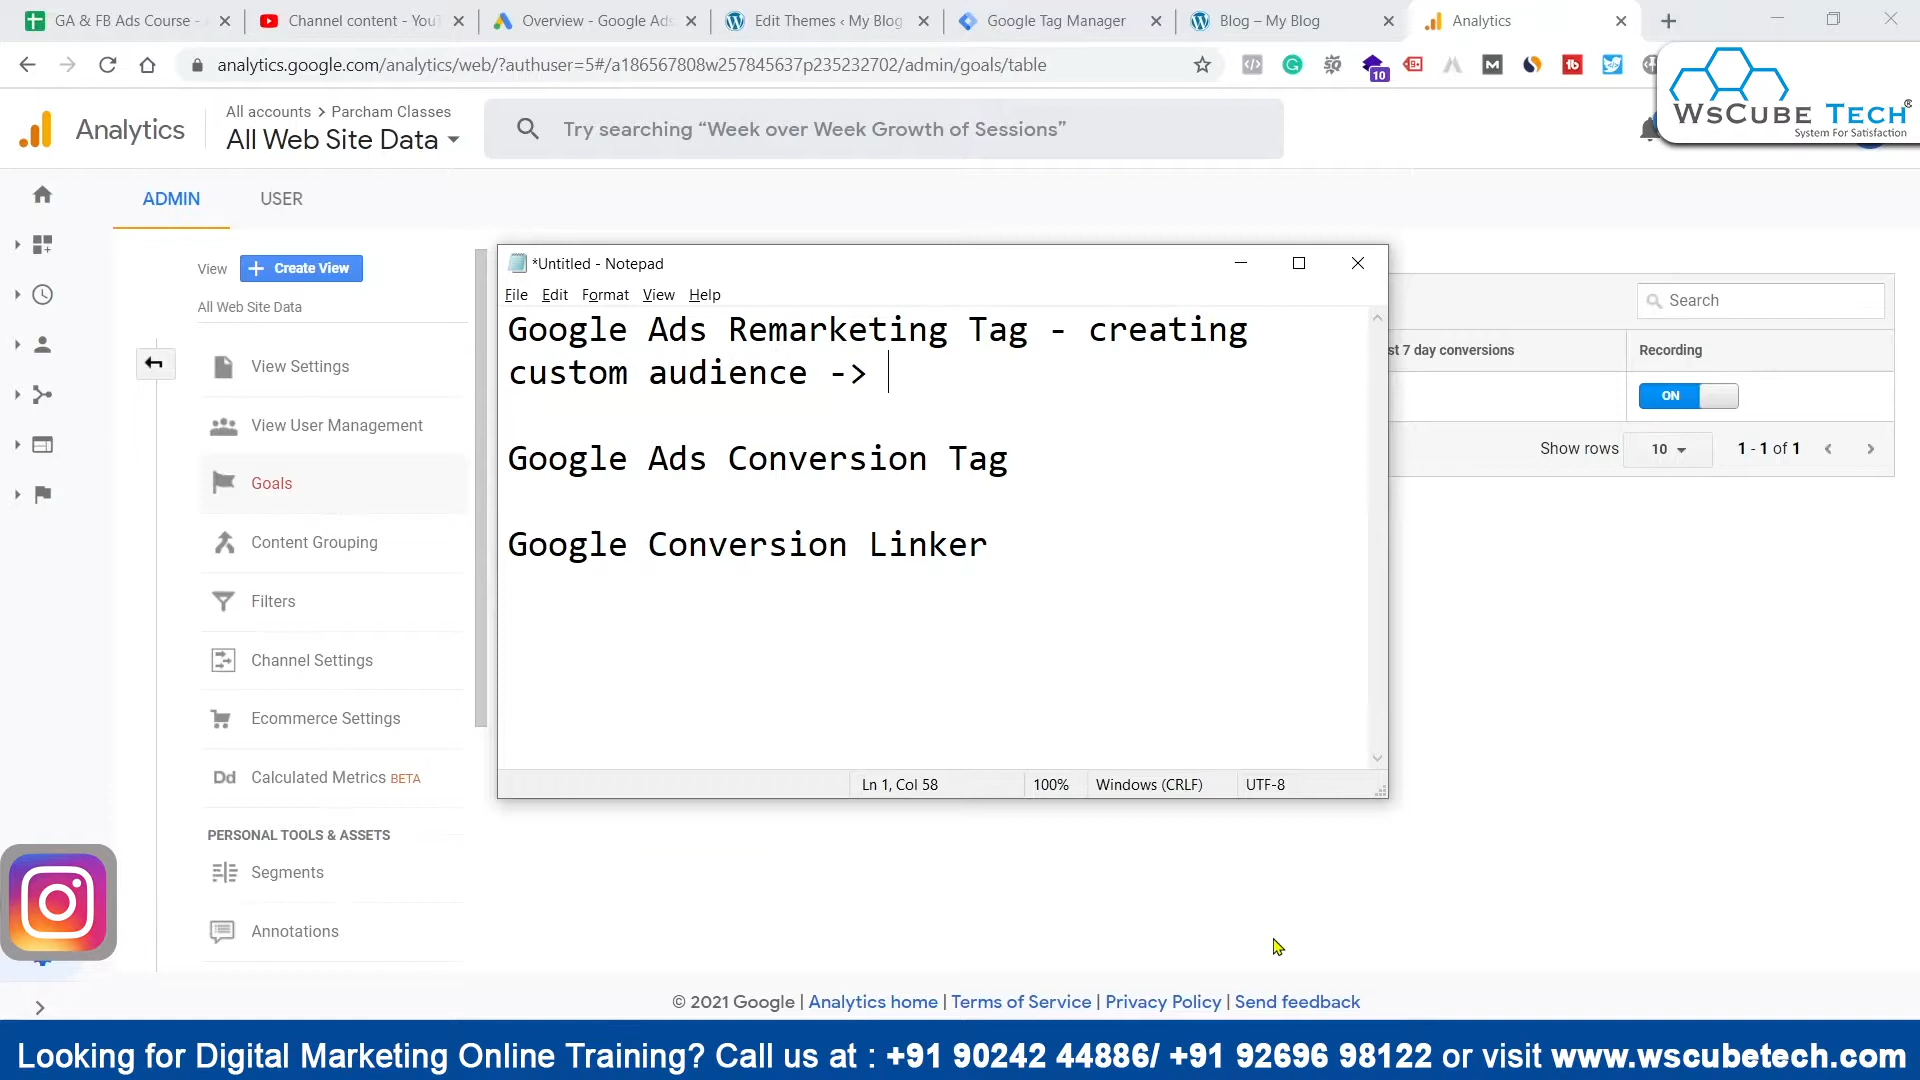 GA & FB Ads Course -
Channel content - YouT
Overview - Google Ads
Edit Themes ‹ My Blog
Google Tag Manager
Blog – My Blog
Analytics
analytics.google.com/analytics/web/?authuser=5#/a186567808w257845637p235232702/admin/goals/table
10
WsCube Tech®
System For Satisfaction
Analytics
All accounts > Parcham Classes
All Web Site Data
Try searching “Week over Week Growth of Sessions”
ADMIN
USER
View
+ Create View
All Web Site Data
View Settings
View User Management
Goals
Content Grouping
Filters
Channel Settings
Ecommerce Settings
Dd Calculated Metrics BETA
PERSONAL TOOLS & ASSETS
Segments
Annotations
*Untitled - Notepad
File Edit Format View Help
Google Ads Remarketing Tag - creating
custom audience ->
Google Ads Conversion Tag
Google Conversion Linker
Ln 1, Col 58
100%
Windows (CRLF)
UTF-8
Search
st 7 day conversions
Recording
ON
Show rows 10 1 - 1 of 1
© 2021 Google | Analytics home | Terms of Service | Privacy Policy | Send feedback
Looking for Digital Marketing Online Training? Call us at : +91 90242 44886/ +91 92696 98122 or visit www.wscubetech.com